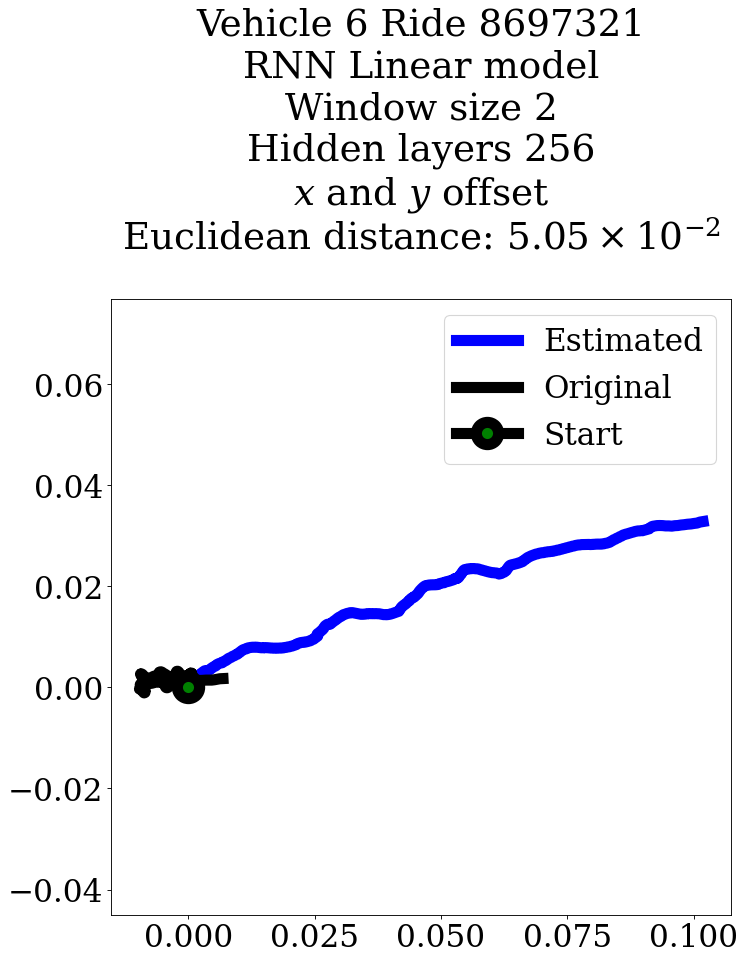 Vehicle 6 Ride 8697321
RNN Linear model
Window size 2
Hidden layers 256
x and y offset
Euclidean distance: 5.05 × 10⁻²
Estimated
Original
Start
0.06
0.04
0.02
0.00
−0.02
−0.04
0.000 0.025 0.050 0.075 0.100